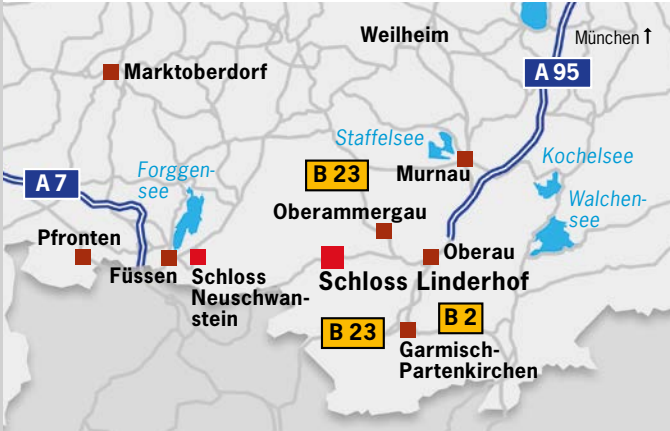 Weilheim
München ↑
Marktoberdorf
A 95
Staffelsee
Forggen-
see
B 23
Murnau
Kochelsee
A 7
Walchen-
see
Oberammergau
Pfronten
Oberau
Füssen
Schloss
Neuschwan-
stein
Schloss Linderhof
B 23
B 2
Garmisch-
Partenkirchen